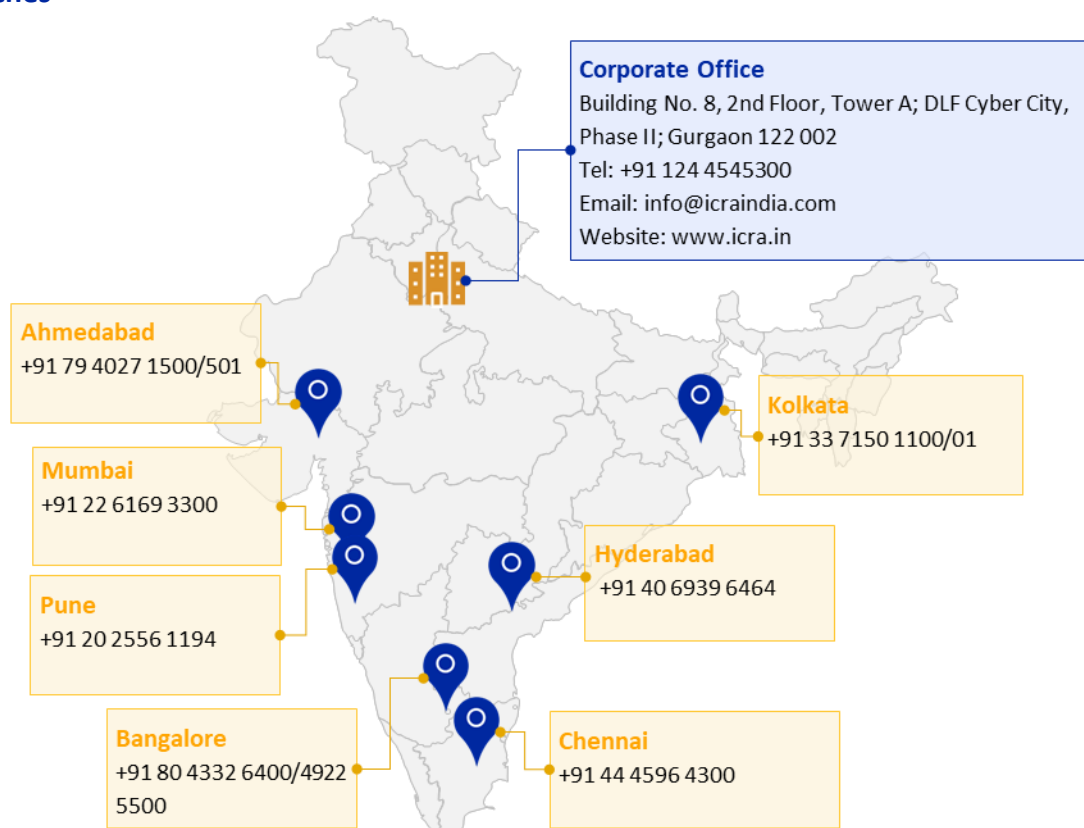 Corporate Office
Building No. 8, 2nd Floor, Tower A; DLF Cyber City,
Phase II; Gurgaon 122 002
Tel: +91 124 4545300
Email: info@icraindia.com
Website: www.icra.in
Ahmedabad
+91 79 4027 1500/501
Kolkata
+91 33 7150 1100/01
Mumbai
+91 22 6169 3300
Hyderabad
+91 40 6939 6464
Pune
+91 20 2556 1194
Bangalore
+91 80 4332 6400/4922
5500
Chennai
+91 44 4596 4300